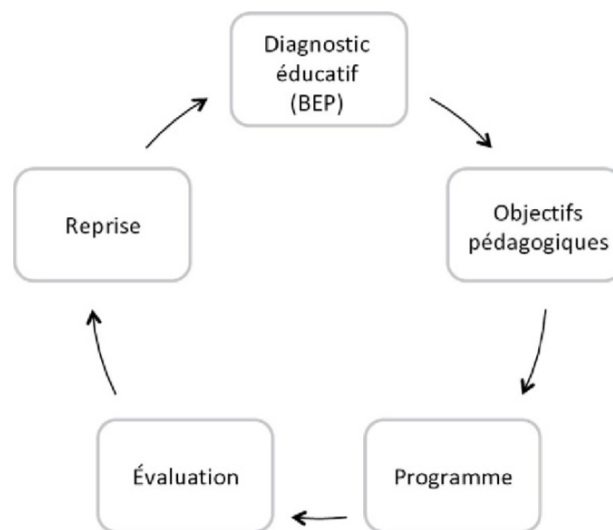 Diagnostic
éducatif
(BEP)
Objectifs
pédagogiques
Programme
Évaluation
Reprise